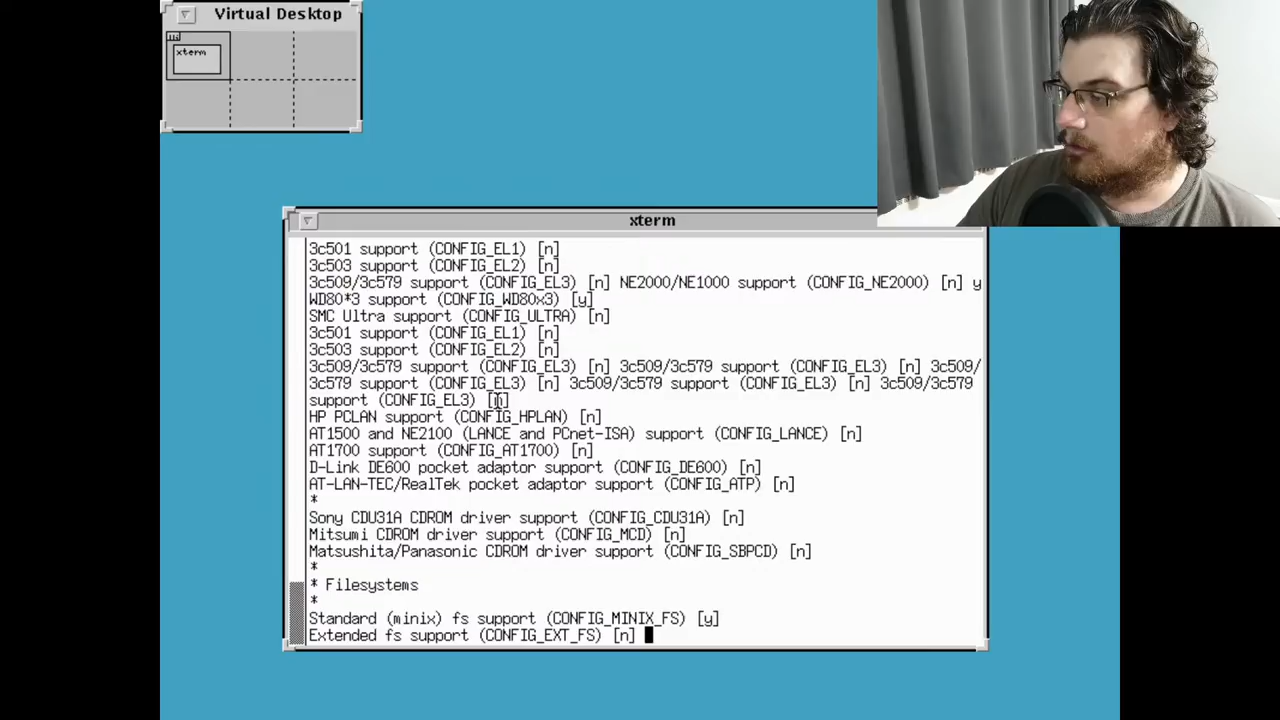 Virtual Desktop
xterm
xterm
3c501 support (CONFIG_EL1) [n]
3c503 support (CONFIG_EL2) [n]
3c509/3c579 support (CONFIG_EL3) [n] NE2000/NE1000 support (CONFIG_NE2000) [n] y
WD80*3 support (CONFIG_WD80x3) [y]
SMC Ultra support (CONFIG_ULTRA) [n]
3c501 support (CONFIG_EL1) [n]
3c503 support (CONFIG_EL2) [n]
3c509/3c579 support (CONFIG_EL3) [n] 3c509/3c579 support (CONFIG_EL3) [n] 3c509/
3c579 support (CONFIG_EL3) [n] 3c509/3c579 support (CONFIG_EL3) [n] 3c509/3c579
support (CONFIG_EL3) [n]
HP PCLAN support (CONFIG_HPLAN) [n]
AT1500 and NE2100 (LANCE and PCnet-ISA) support (CONFIG_LANCE) [n]
AT1700 support (CONFIG_AT1700) [n]
D-Link DE600 pocket adaptor support (CONFIG_DE600) [n]
AT-LAN-TEC/RealTek pocket adaptor support (CONFIG_ATP) [n]
*
Sony CDU31A CDROM driver support (CONFIG_CDU31A) [n]
Mitsumi CDROM driver support (CONFIG_MCD) [n]
Matsushita/Panasonic CDROM driver support (CONFIG_SBPCD) [n]
*
* Filesystems
*
Standard (minix) fs support (CONFIG_MINIX_FS) [y]
Extended fs support (CONFIG_EXT_FS) [n]